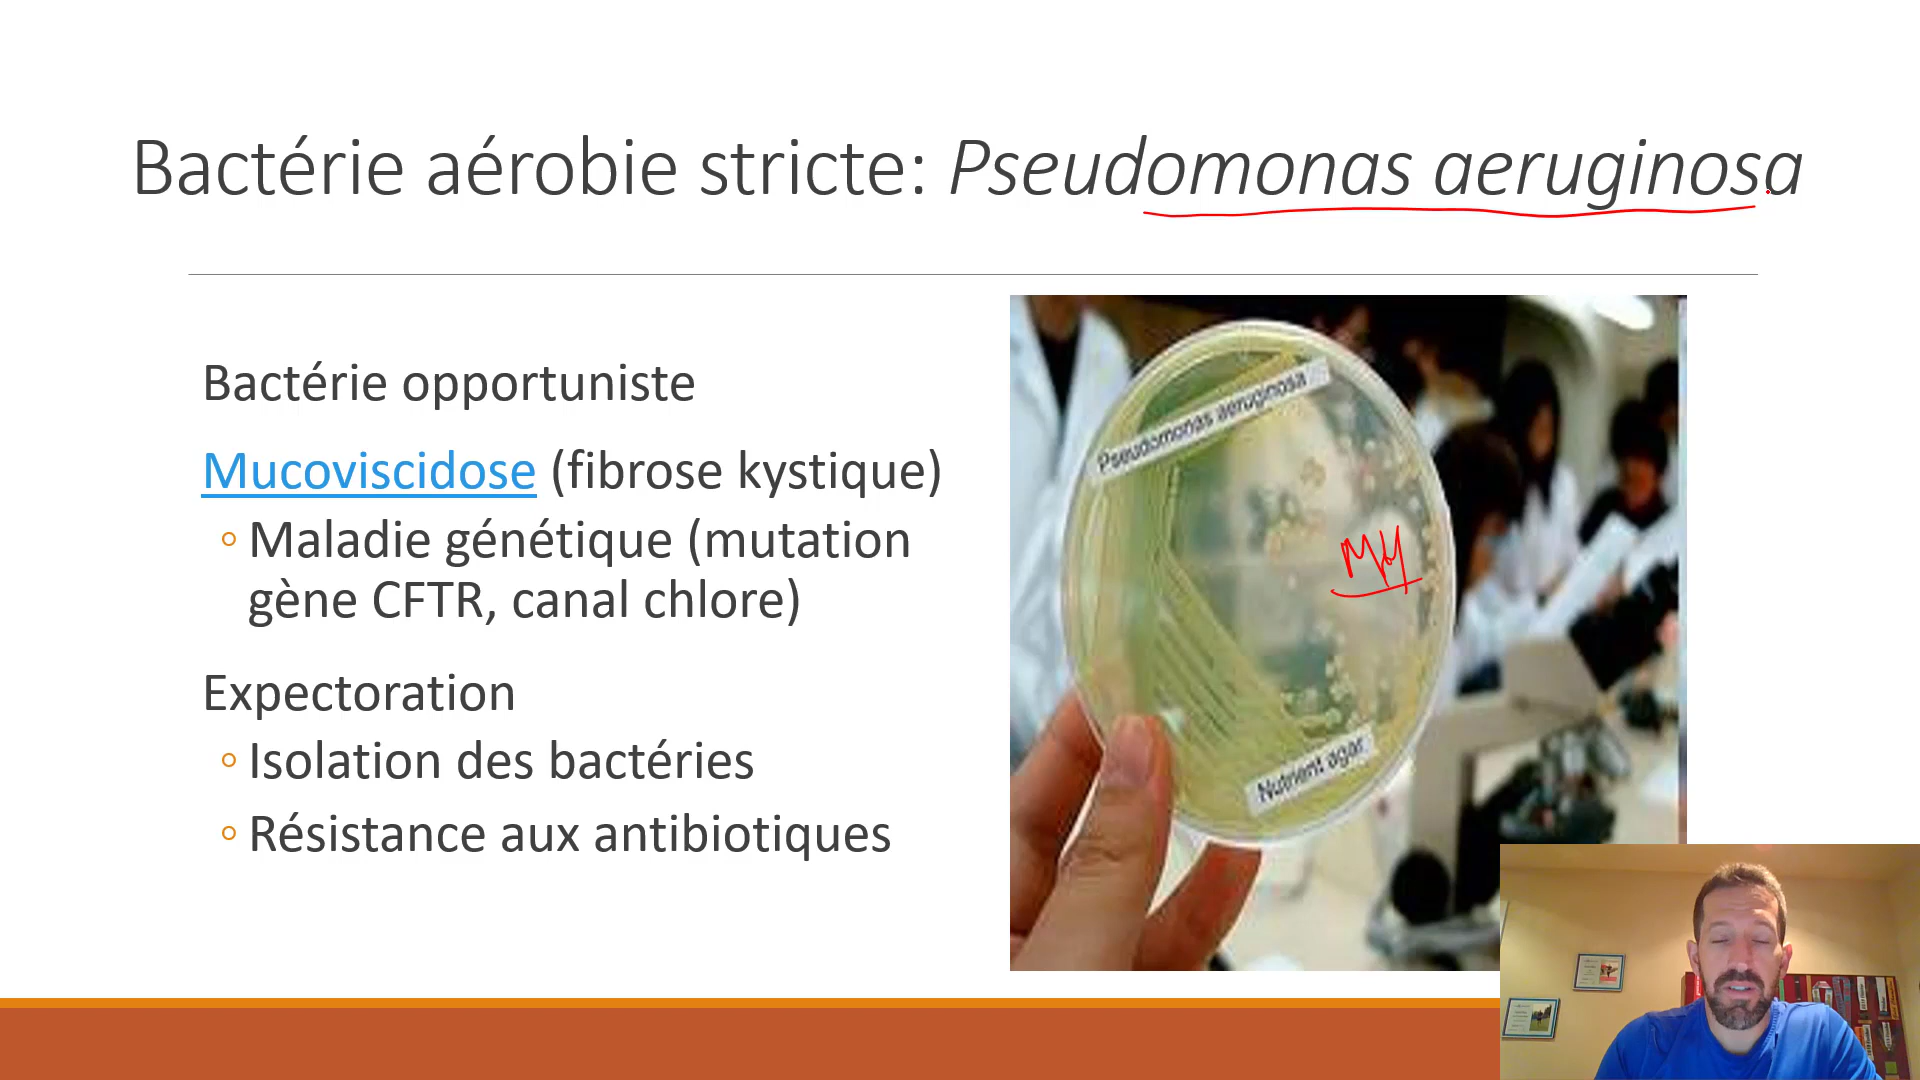 Bactérie aérobie stricte: Pseudomonas aeruginosa
Bactérie opportuniste
Mucoviscidose (fibrose kystique)
◦ Maladie génétique (mutation
gène CFTR, canal chlore)
Expectoration
◦ Isolation des bactéries
◦ Résistance aux antibiotiques
Pseudomonas aeruginosa
Nutrient agar